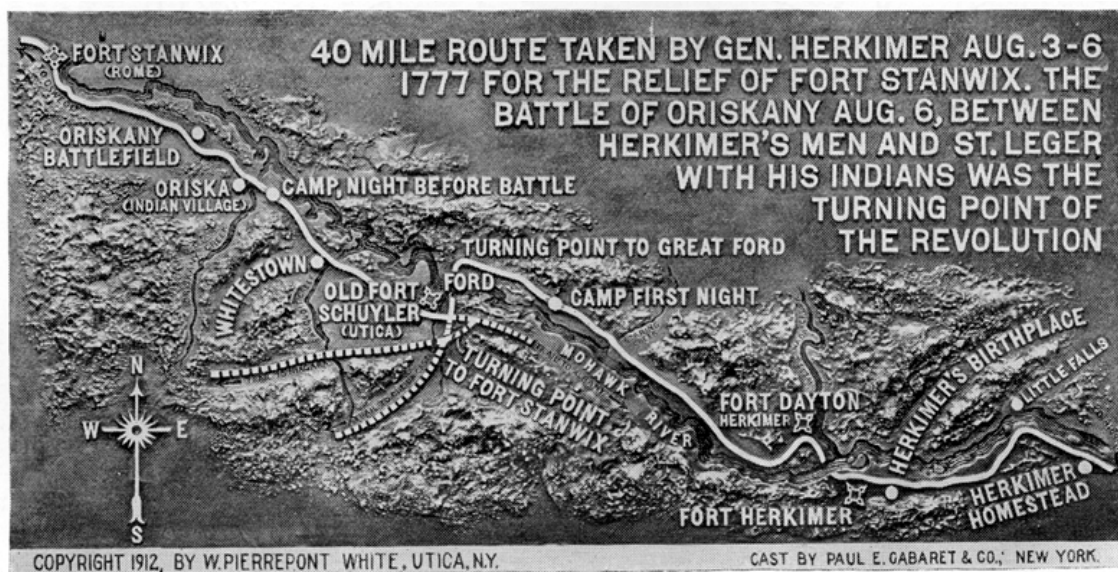 40 MILE ROUTE TAKEN BY GEN. HERKIMER AUG. 3-6
1777 FOR THE RELIEF OF FORT STANWIX. THE
BATTLE OF ORISKANY AUG. 6, BETWEEN
HERKIMER'S MEN AND ST. LEGER
WITH HIS INDIANS WAS THE
TURNING POINT OF
THE REVOLUTION
FORT STANWIX
(ROME)
ORISKANY
BATTLEFIELD
ORISKA
(INDIAN VILLAGE)
CAMP, NIGHT BEFORE BATTLE
WHITESTOWN
TURNING POINT TO GREAT FORD
FORD
OLD FORT
SCHUYLER
(UTICA)
CAMP FIRST NIGHT
TURNING POINT
TO FORT STANWIX
MOHAWK RIVER
FORT DAYTON
HERKIMER
HERKIMER'S BIRTHPLACE
LITTLE FALLS
FORT HERKIMER
HERKIMER
HOMESTEAD
N
W E
S
COPYRIGHT 1912, BY W. PIERREPONT WHITE, UTICA, N.Y.
CAST BY PAUL E. GABARET & CO., NEW YORK.